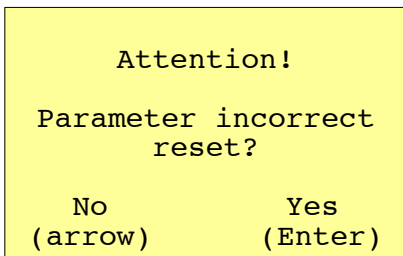 Attention!
Parameter incorrect
reset?
No Yes
(arrow) (Enter)